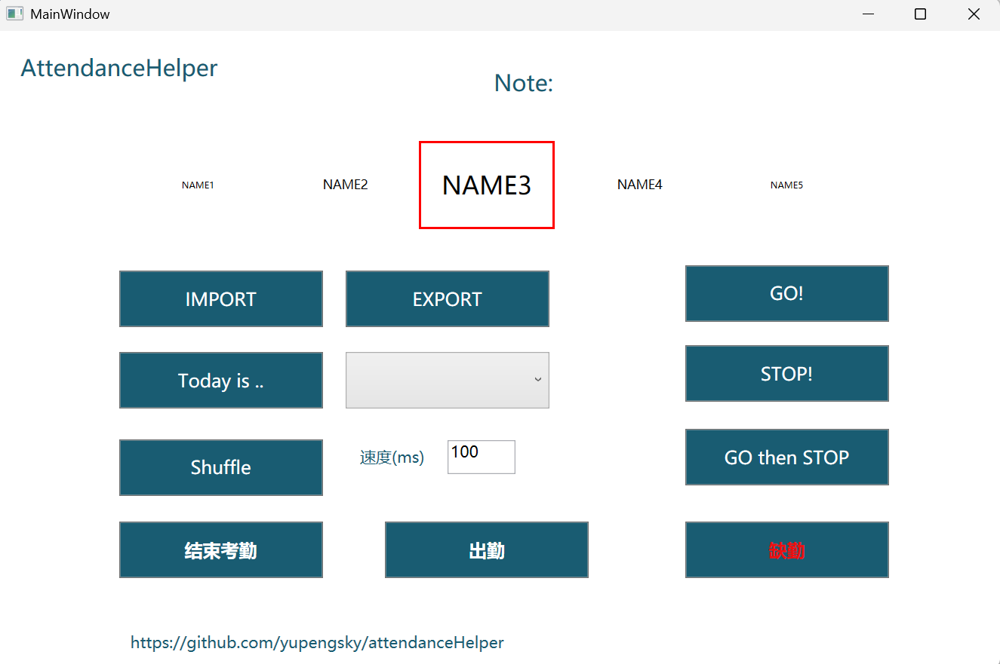 MainWindow
AttendanceHelper
Note:
NAME1 NAME2 NAME3 NAME4 NAME5
IMPORT EXPORT GO!
Today is .. STOP!
Shuffle 速度(ms) 100 GO then STOP
结束考勤 出勤 缺勤
https://github.com/yupengsky/attendanceHelper